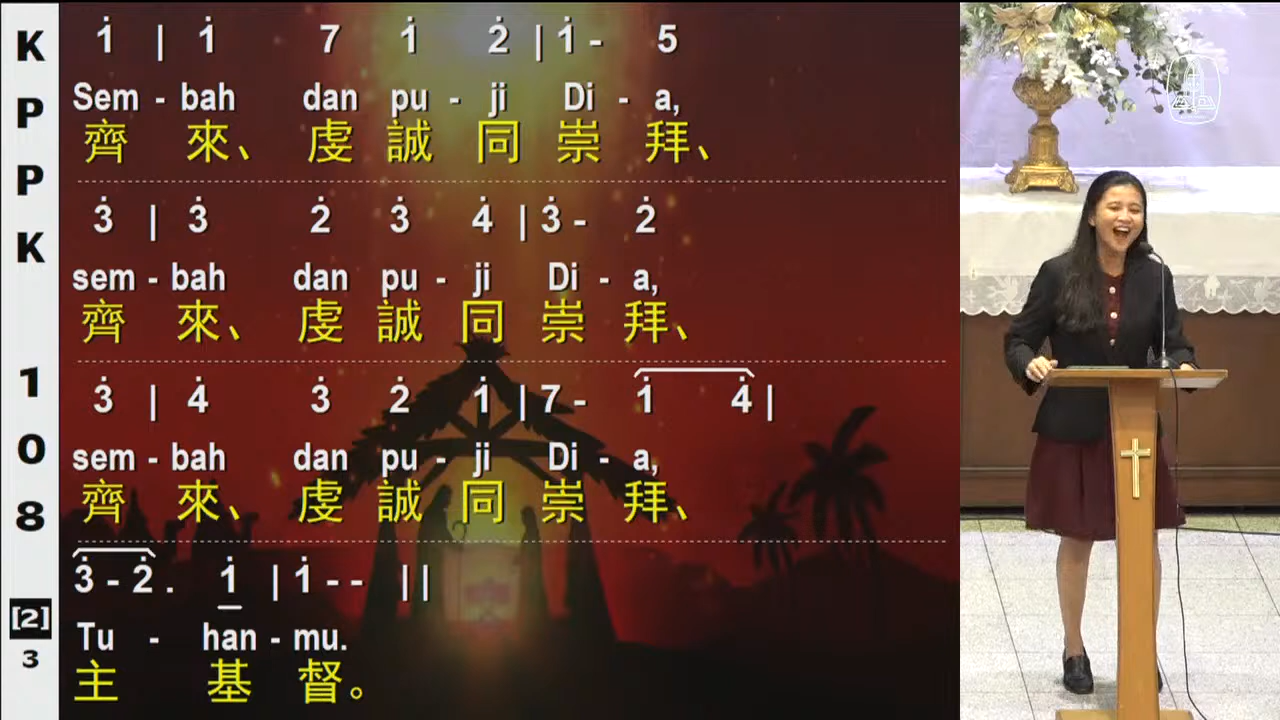 K
P
P
K
1
0
8
[2]
3
1̇ | 1̇ 7 1̇ 2̇ | 1̇ - 5
Sem - bah dan pu - ji Di - a,
齊 來、 虔 誠 同 崇 拜、
3̇ | 3̇ 2̇ 3̇ 4̇ | 3̇ - 2̇
sem - bah dan pu - ji Di - a,
齊 來、 虔 誠 同 崇 拜、
3̇ | 4̇ 3̇ 2̇ 1̇ | 7 - 1̇ 4̇ |
sem - bah dan pu - ji Di - a,
齊 來、 虔 誠 同 崇 拜、
3̇ - 2̇ . 1̇ | 1̇ - - ||
Tu - han - mu.
主 基 督。